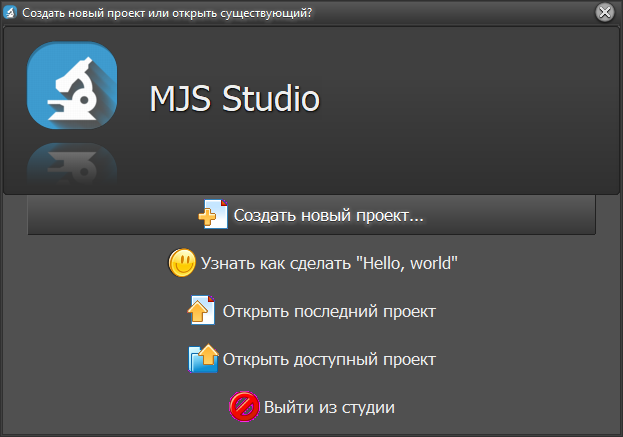 Создать новый проект или открыть существующий?
MJS Studio
Создать новый проект...
Узнать как сделать "Hello, world"
Открыть последний проект
Открыть доступный проект
Выйти из студии